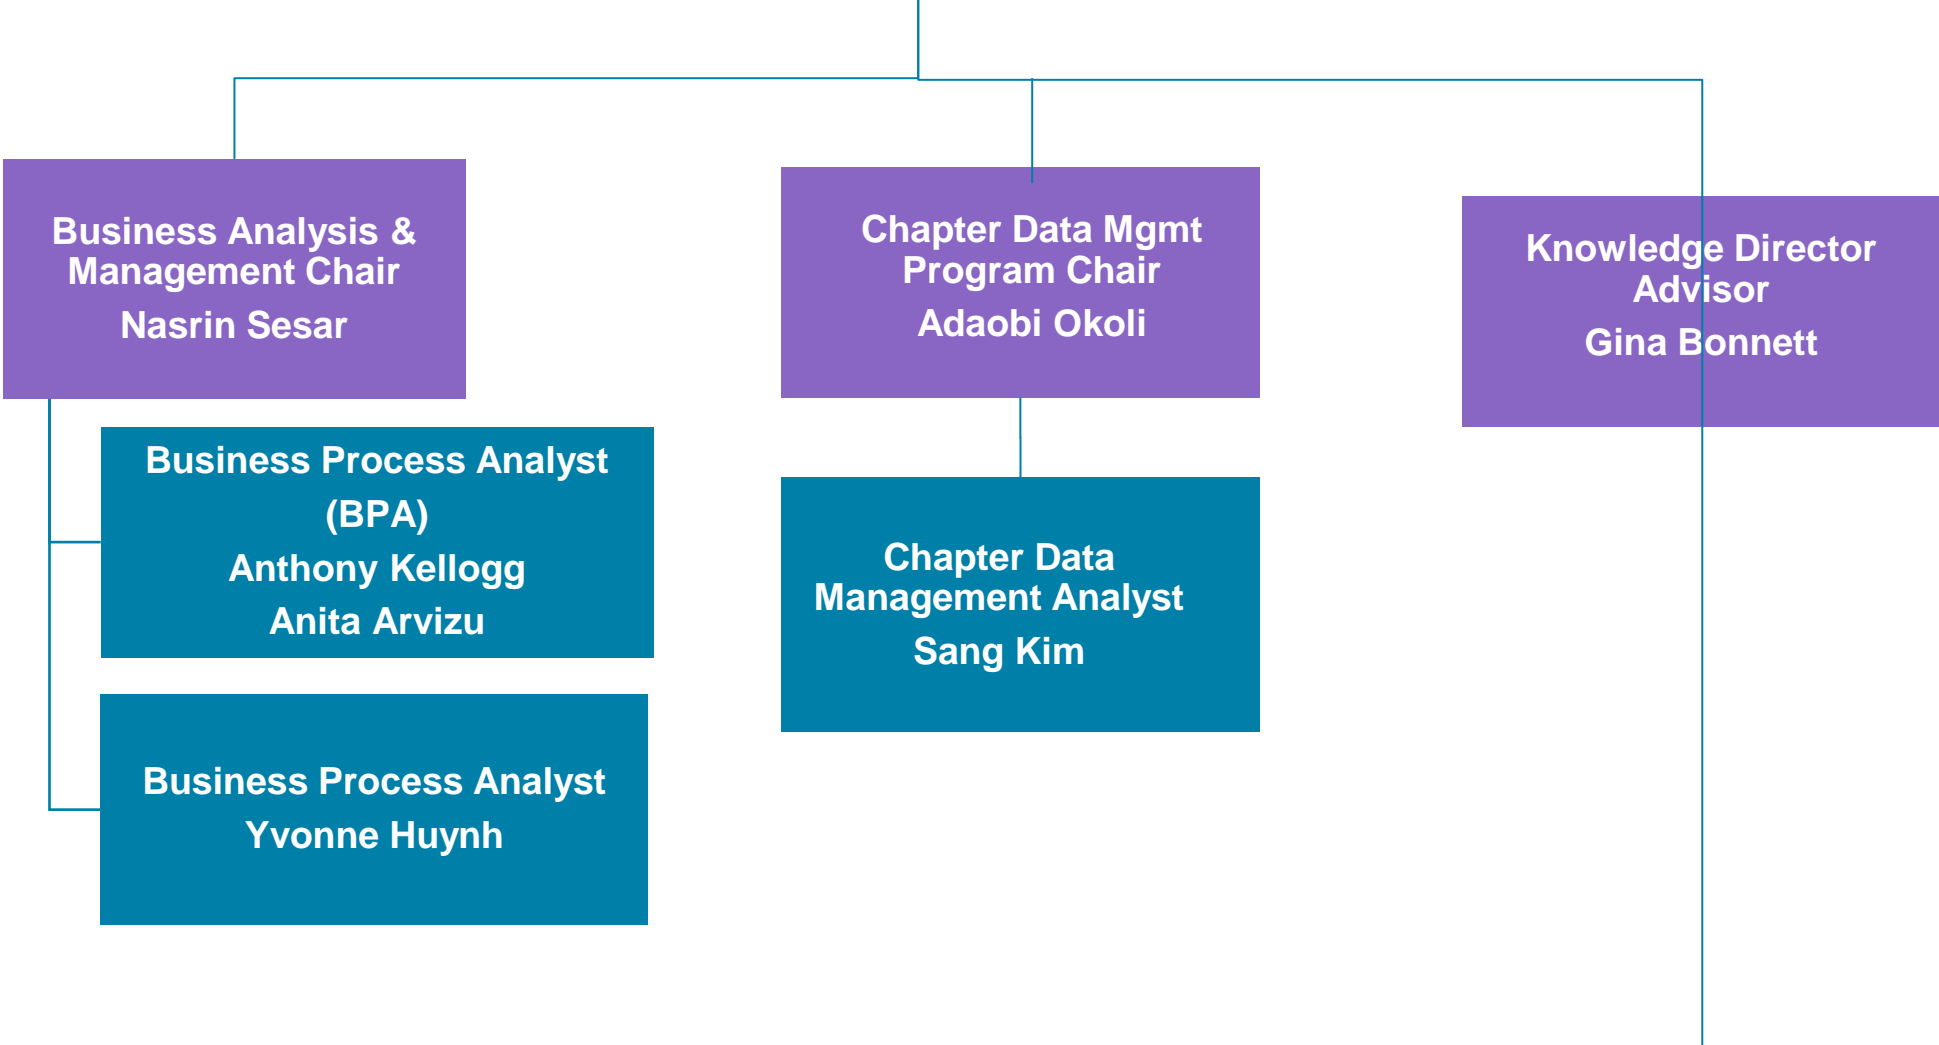 Business Analysis &
Management Chair
Nasrin Sesar
Chapter Data Mgmt
Program Chair
Adaobi Okoli
Knowledge Director
Advisor
Gina Bonnett
Business Process Analyst
(BPA)
Anthony Kellogg
Anita Arvizu
Chapter Data
Management Analyst
Sang Kim
Business Process Analyst
Yvonne Huynh